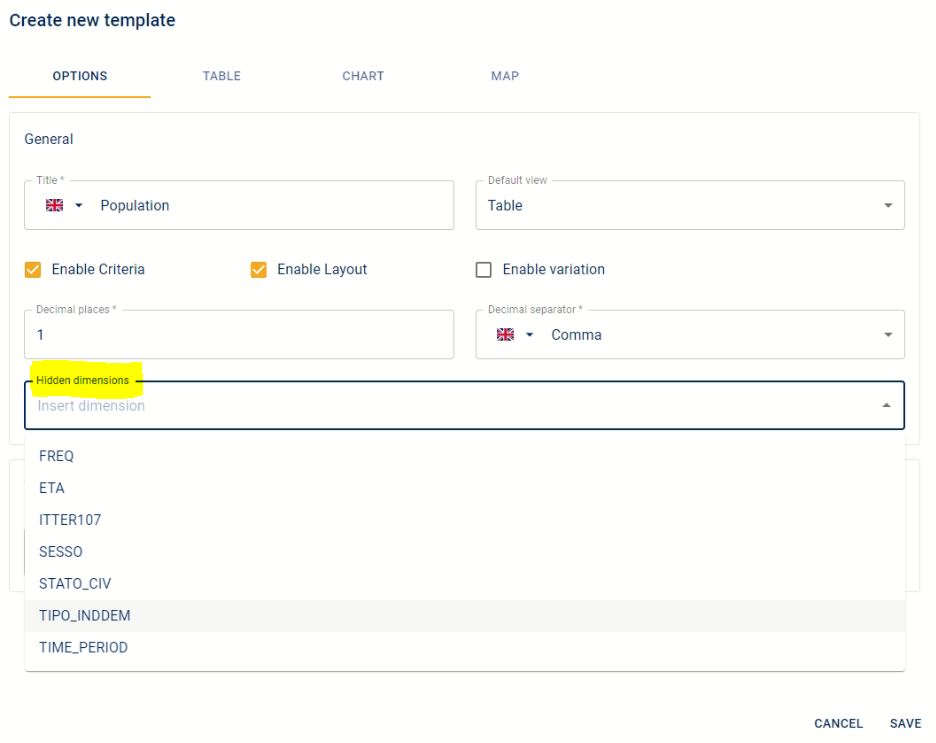 Create new template
OPTIONS TABLE CHART MAP
General
Title * Default view
Population Table
Enable Criteria Enable Layout Enable variation
Decimal places * Decimal separator *
1 Comma
Hidden dimensions
Insert dimension
FREQ
ETA
ITTER107
SESSO
STATO_CIV
TIPO_INDDEM
TIME_PERIOD
CANCEL SAVE